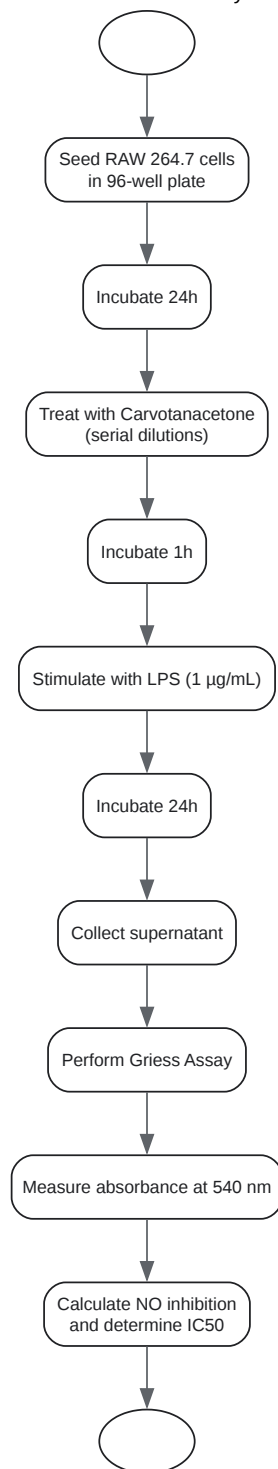 Seed RAW 264.7 cells
in 96-well plate
Incubate 24h
Treat with Carvotanacetone
(serial dilutions)
Incubate 1h
Stimulate with LPS (1 µg/mL)
Incubate 24h
Collect supernatant
Perform Griess Assay
Measure absorbance at 540 nm
Calculate NO inhibition
and determine IC50